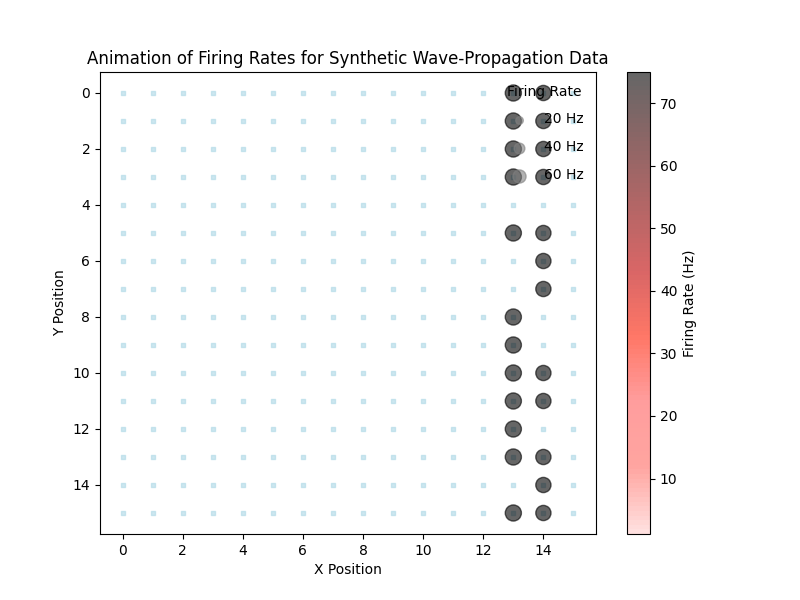 Animation of Firing Rates for Synthetic Wave-Propagation Data
Firing Rate
20 Hz
40 Hz
60 Hz
0
2
4
6
8
10
12
14
Y Position
0 2 4 6 8 10 12 14
X Position
70
60
50
40
30
20
10
Firing Rate (Hz)